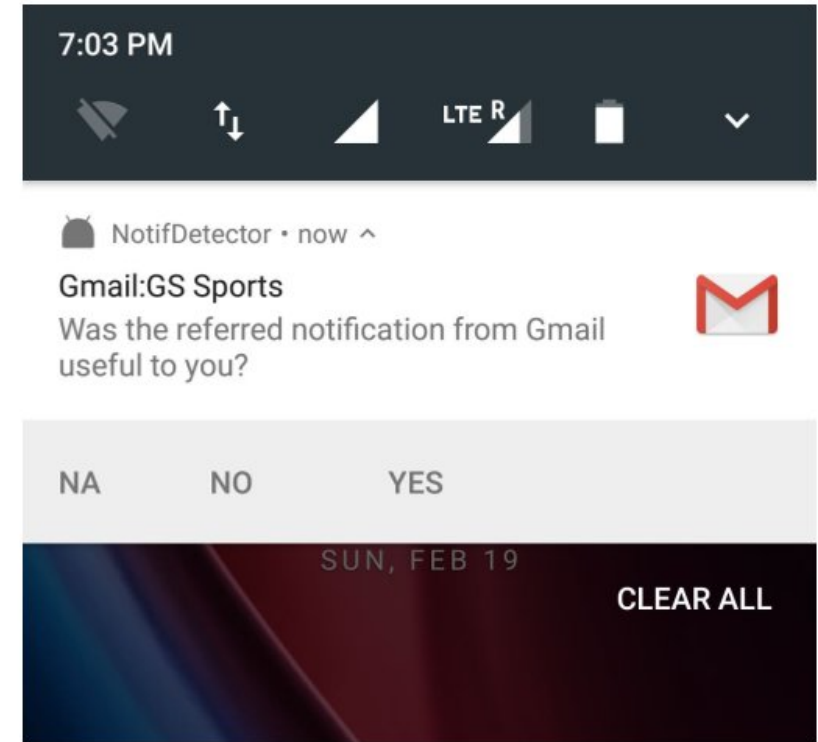 7:03 PM
LTE R
NotifDetector • now
Gmail:GS Sports
Was the referred notification from Gmail
useful to you?
NA NO YES
SUN, FEB 19
CLEAR ALL